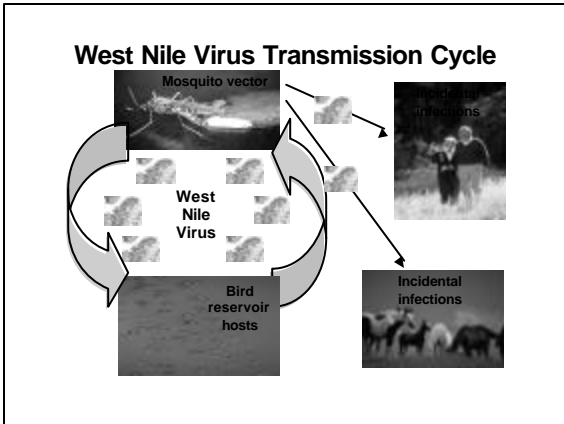 West Nile Virus Transmission Cycle
Mosquito vector
Incidental
infections
West
Nile
Virus
Bird
reservoir
hosts
Incidental
infections